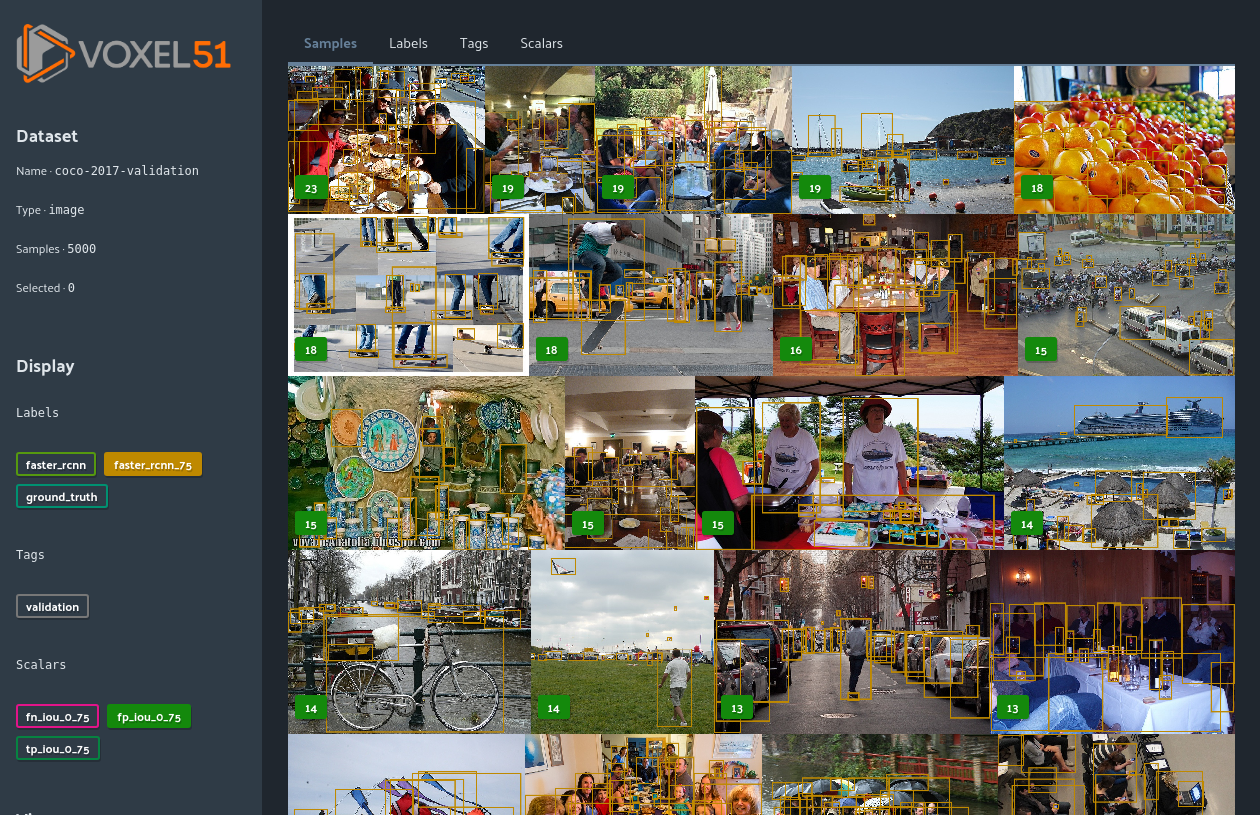 VOXEL51
Dataset
Name · coco-2017-validation
Type · image
Samples · 5000
Selected · 0
Display
Labels
faster_rcnn
faster_rcnn_75
ground_truth
Tags
validation
Scalars
fn_iou_0_75
fp_iou_0_75
tp_iou_0_75
Samples Labels Tags Scalars
23
19
19
19
18
18
18
16
15
15
15
15
14
14
14
13
13